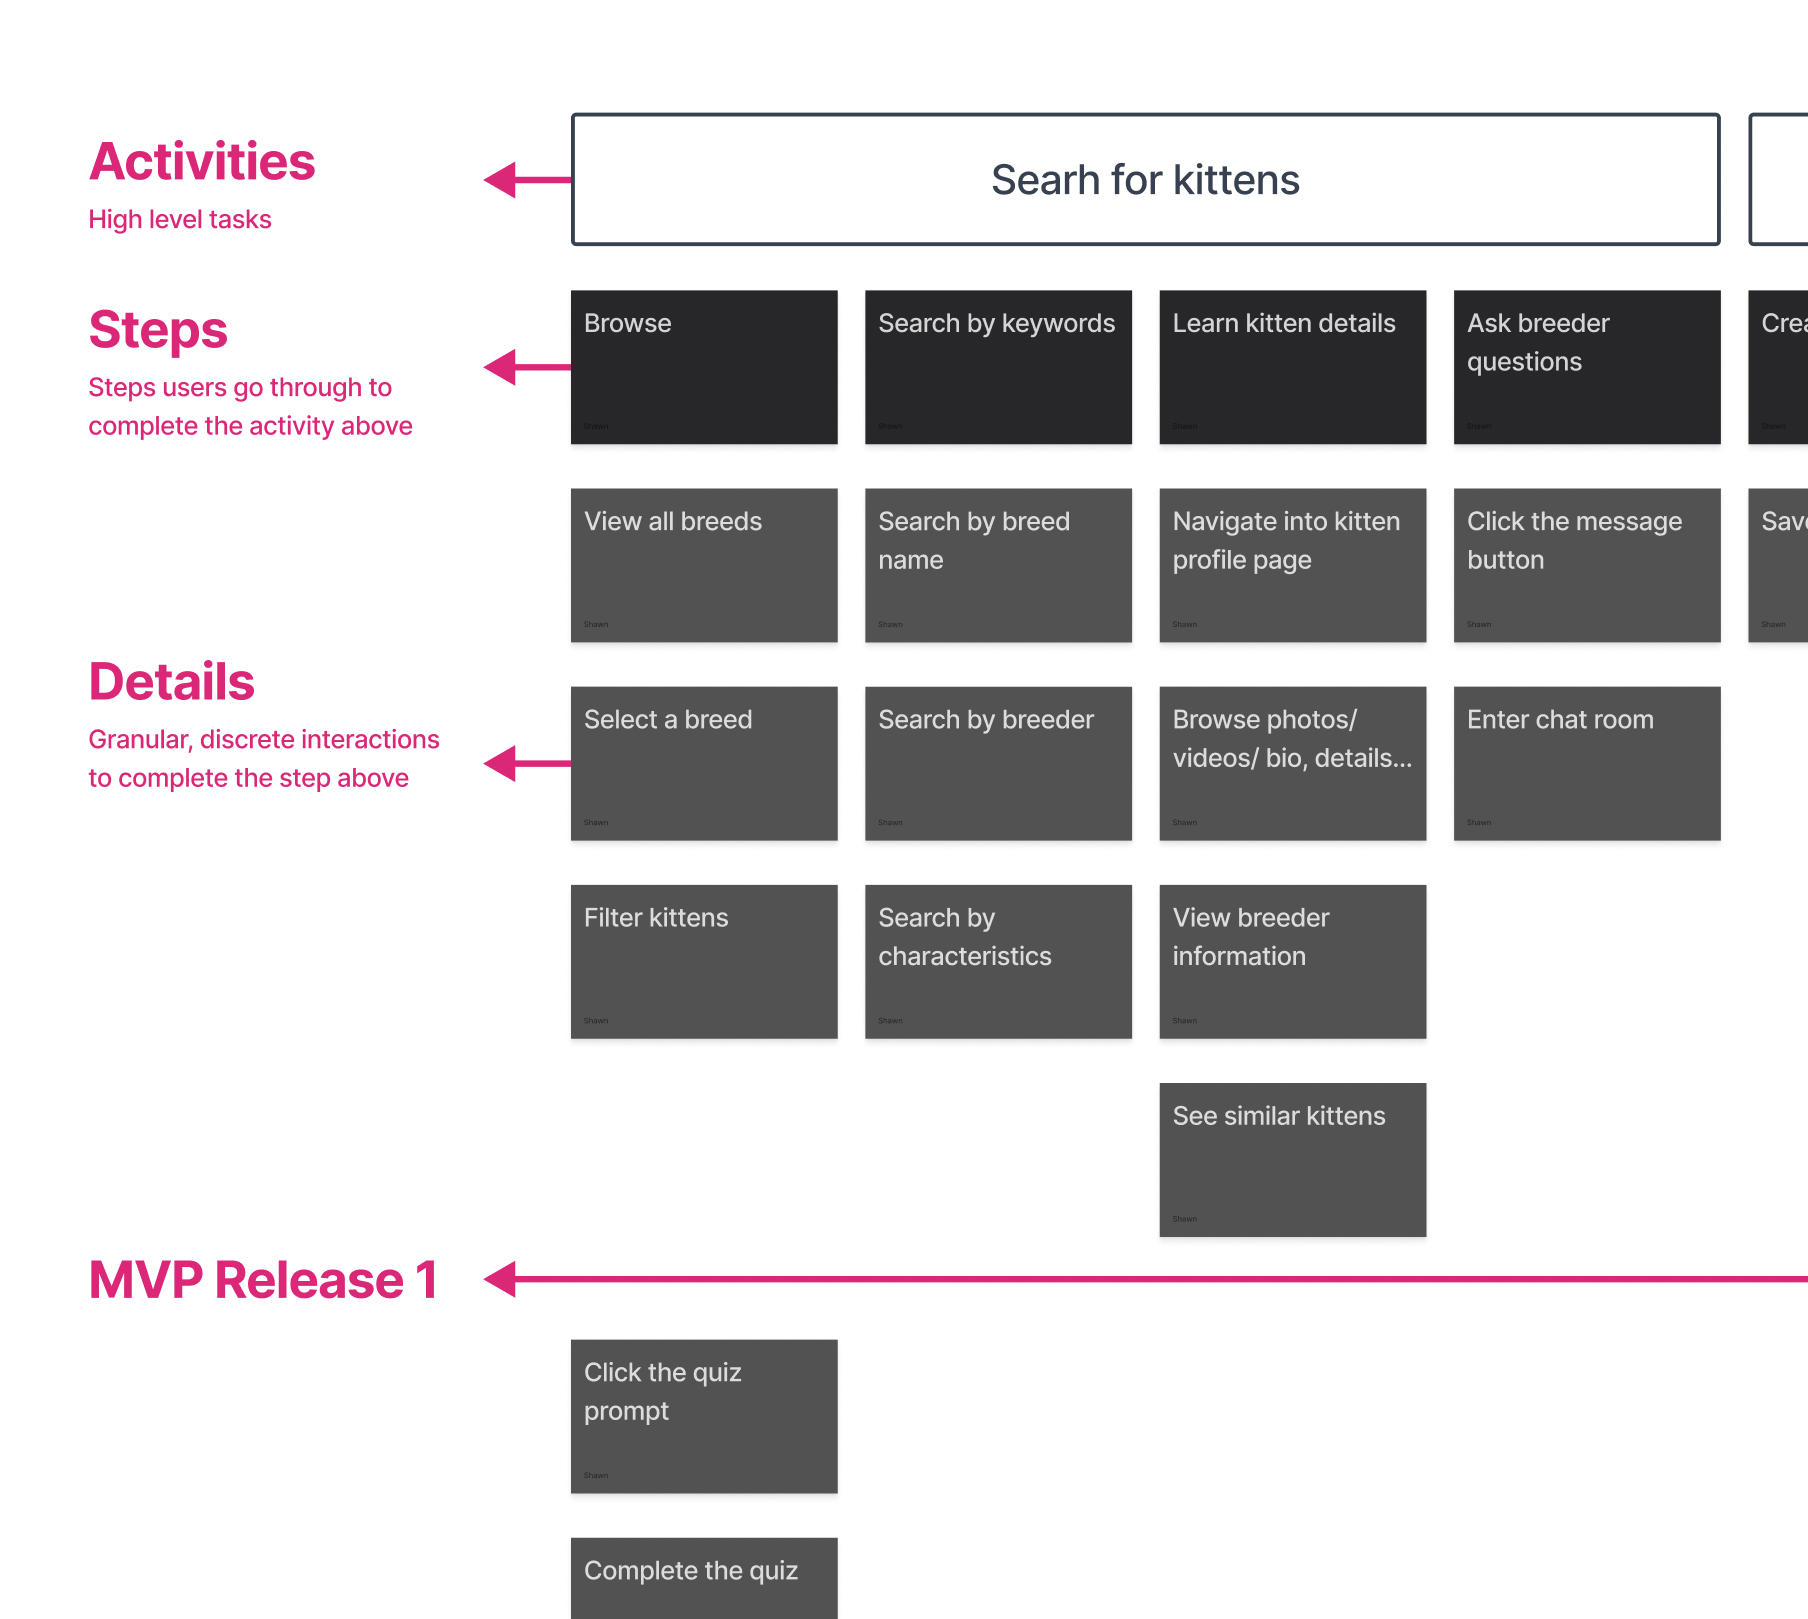 Activities
High level tasks
Searh for kittens
Steps
Steps users go through to
complete the activity above
Browse
Shawn
Search by keywords
Shawn
Learn kitten details
Shawn
Ask breeder
questions
Shawn
Shawn
View all breeds
Shawn
Search by breed
name
Shawn
Navigate into kitten
profile page
Shawn
Click the message
button
Shawn
Shawn
Details
Granular, discrete interactions
to complete the step above
Select a breed
Shawn
Search by breeder
Shawn
Browse photos/
videos/ bio, details...
Shawn
Enter chat room
Shawn
Filter kittens
Shawn
Search by
characteristics
Shawn
View breeder
information
Shawn
See similar kittens
Shawn
MVP Release 1
Click the quiz
prompt
Shawn
Complete the quiz